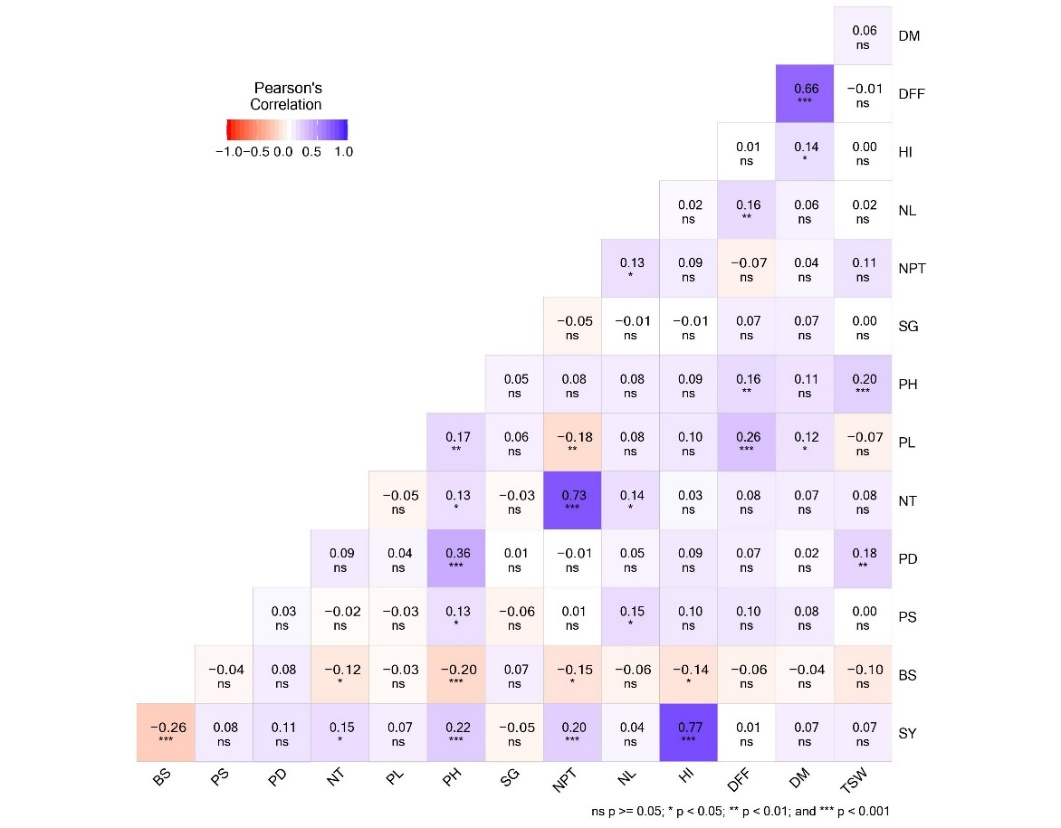 0.06 DM
ns
Pearson's
Correlation
−1.0 −0.5 0.0 0.5 1.0
0.66 −0.01 DFF
*** ns
0.01 0.14 0.00 HI
ns * ns
0.02 0.16 0.06 0.02 NL
ns ** ns ns
0.13 0.09 −0.07 0.04 0.11 NPT
* ns ns ns ns
−0.05 −0.01 −0.01 0.07 0.07 0.00 SG
ns ns ns ns ns ns
0.05 0.08 0.08 0.09 0.16 0.11 0.20 PH
ns ns ns ns ** ns ***
0.17 0.06 −0.18 0.08 0.10 0.26 0.12 −0.07 PL
** ns ** ns ns *** * ns
−0.05 0.13 −0.03 0.73 0.14 0.03 0.08 0.07 0.08 NT
ns * ns *** * ns ns ns ns
0.09 0.04 0.36 0.01 −0.01 0.05 0.09 0.07 0.02 0.18 PD
ns ns *** ns ns ns ns ns ns **
0.03 −0.02 −0.03 0.13 −0.06 0.01 0.15 0.10 0.10 0.08 0.00 PS
ns ns ns * ns ns * ns ns ns ns
−0.04 0.08 −0.12 −0.03 −0.20 0.07 −0.15 −0.06 −0.14 −0.06 −0.04 −0.10 BS
ns ns * ns *** ns * ns * ns ns ns
−0.26 0.08 0.11 0.15 0.07 0.22 −0.05 0.20 0.04 0.77 0.01 0.07 0.07 SY
*** ns ns * ns *** ns *** ns *** ns ns ns
BS PS PD NT PL PH SG NPT NL HI DFF DM TSW
ns p >= 0.05; * p < 0.05; ** p < 0.01; and *** p < 0.001